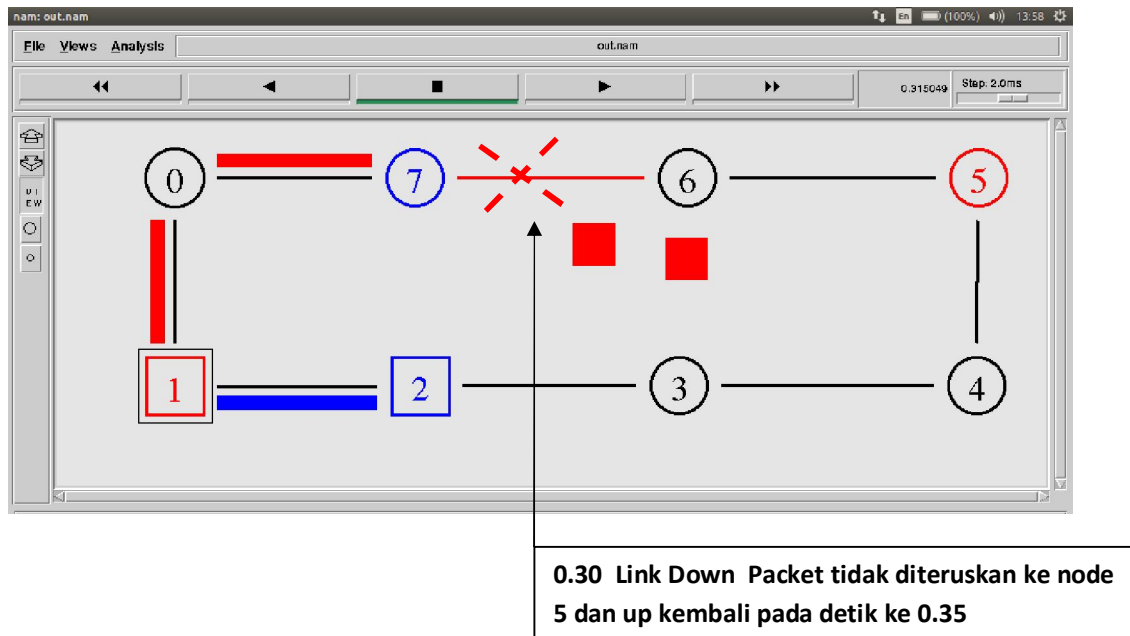 nam: out.nam En (100%) 13:58
File Views Analysis out.nam
0.315049 Step: 2.0ms
V I
E W
0 7 6 5
1 2 3 4
0.30 Link Down Packet tidak diteruskan ke node
5 dan up kembali pada detik ke 0.35